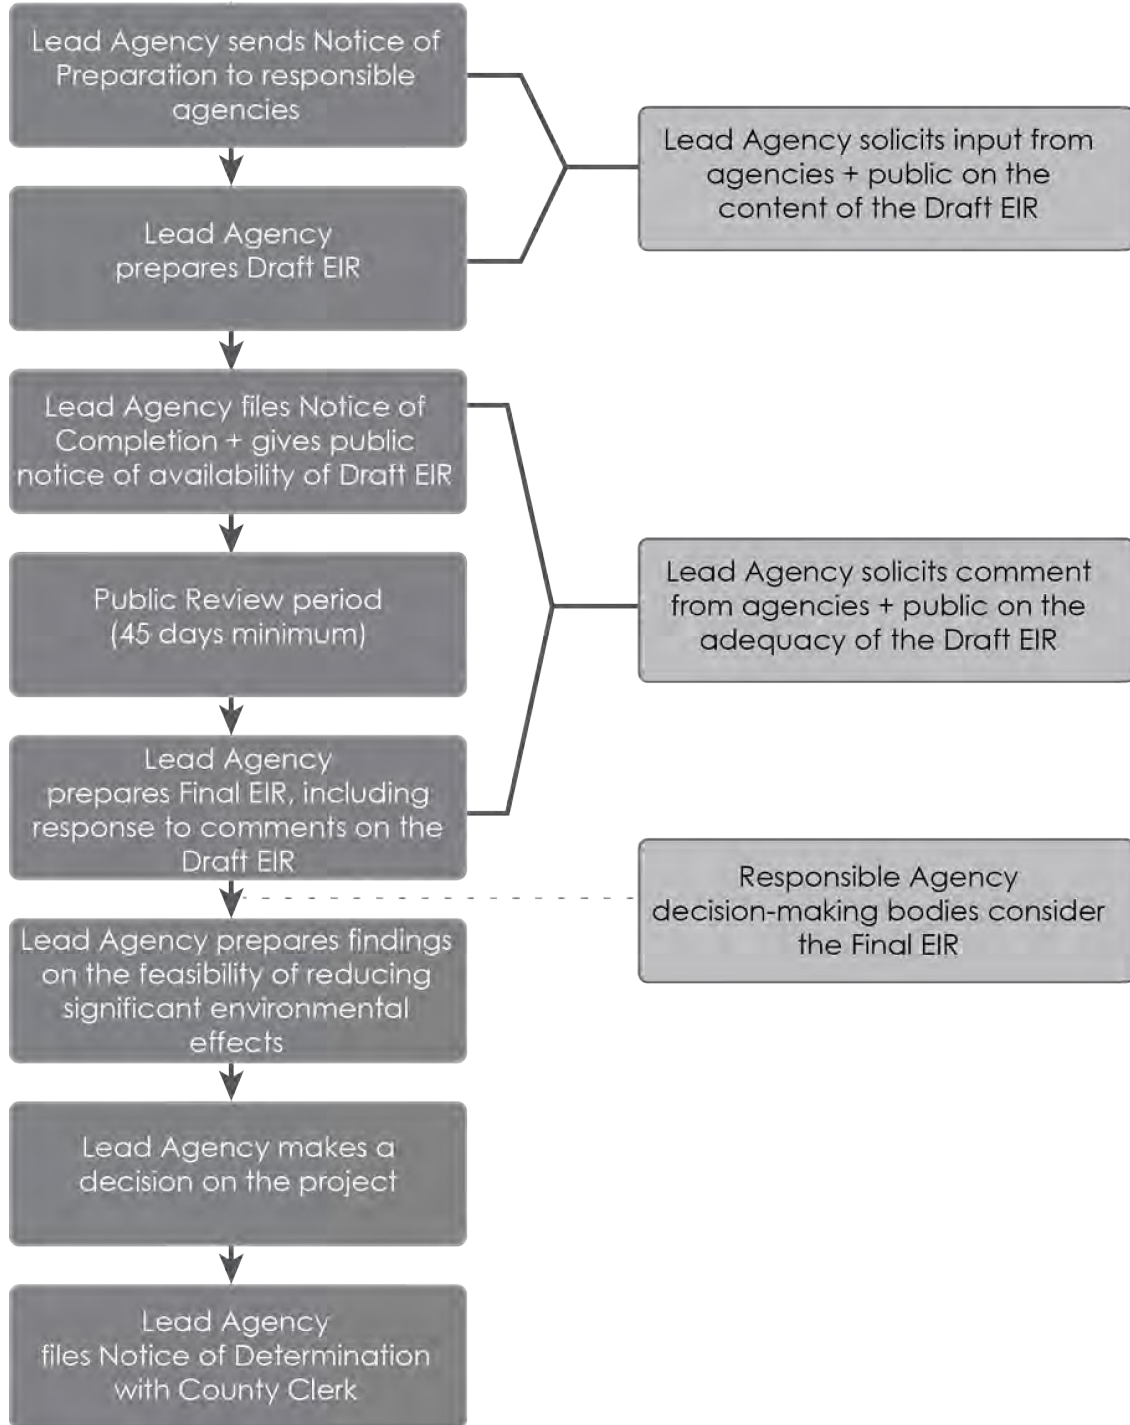 Lead Agency sends Notice of
Preparation to responsible
agencies
Lead Agency solicits input from
agencies + public on the
content of the Draft EIR
Lead Agency
prepares Draft EIR
Lead Agency files Notice of
Completion + gives public
notice of availability of Draft EIR
Public Review period
(45 days minimum)
Lead Agency solicits comment
from agencies + public on the
adequacy of the Draft EIR
Lead Agency
prepares Final EIR, including
response to comments on the
Draft EIR
Responsible Agency
decision-making bodies consider
the Final EIR
Lead Agency prepares findings
on the feasibility of reducing
significant environmental
effects
Lead Agency makes a
decision on the project
Lead Agency
files Notice of Determination
with County Clerk